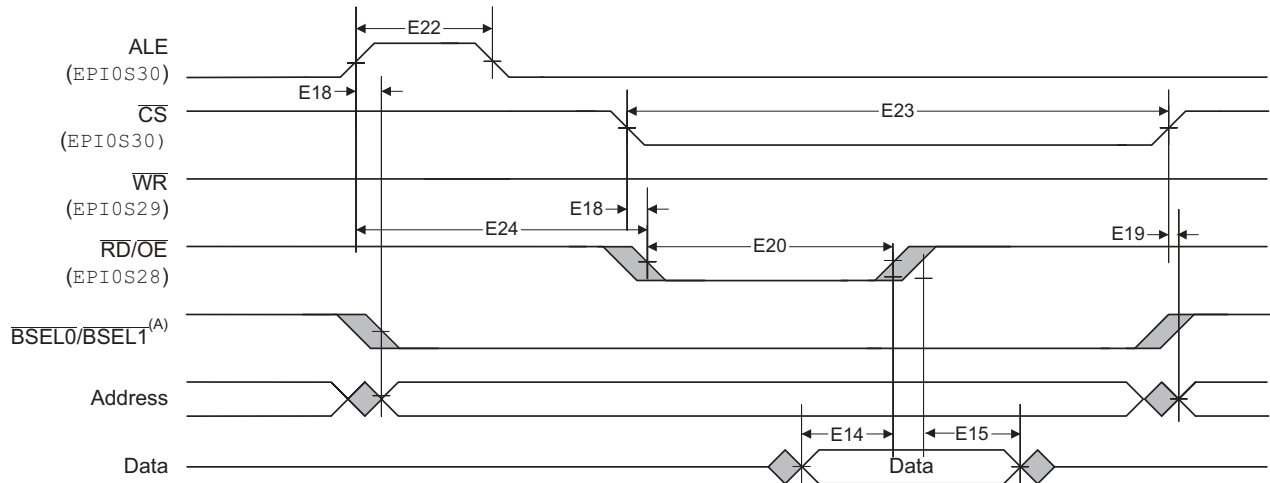 E22
ALE
(EPI0S30)
E18
CS
E23
(EPI0S30)
WR
(EPI0S29)
E18
E24
E20
E19
RD/OE
(EPI0S28)
BSEL0/BSEL1(A)
Address
E14
E15
Data
Data